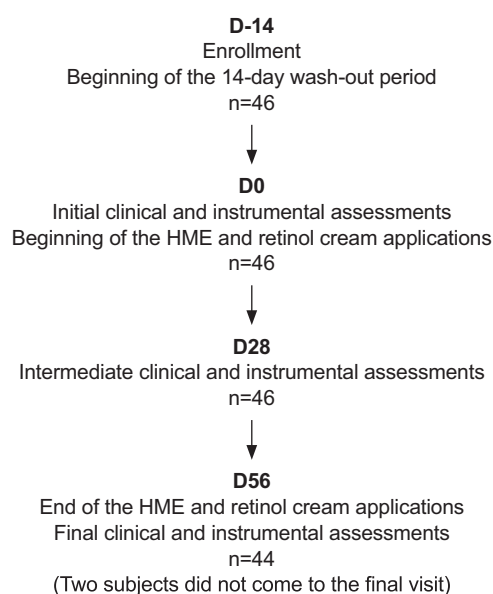 D-14
Enrollment
Beginning of the 14-day wash-out period
n=46
D0
Initial clinical and instrumental assessments
Beginning of the HME and retinol cream applications
n=46
D28
Intermediate clinical and instrumental assessments
n=46
D56
End of the HME and retinol cream applications
Final clinical and instrumental assessments
n=44
(Two subjects did not come to the final visit)